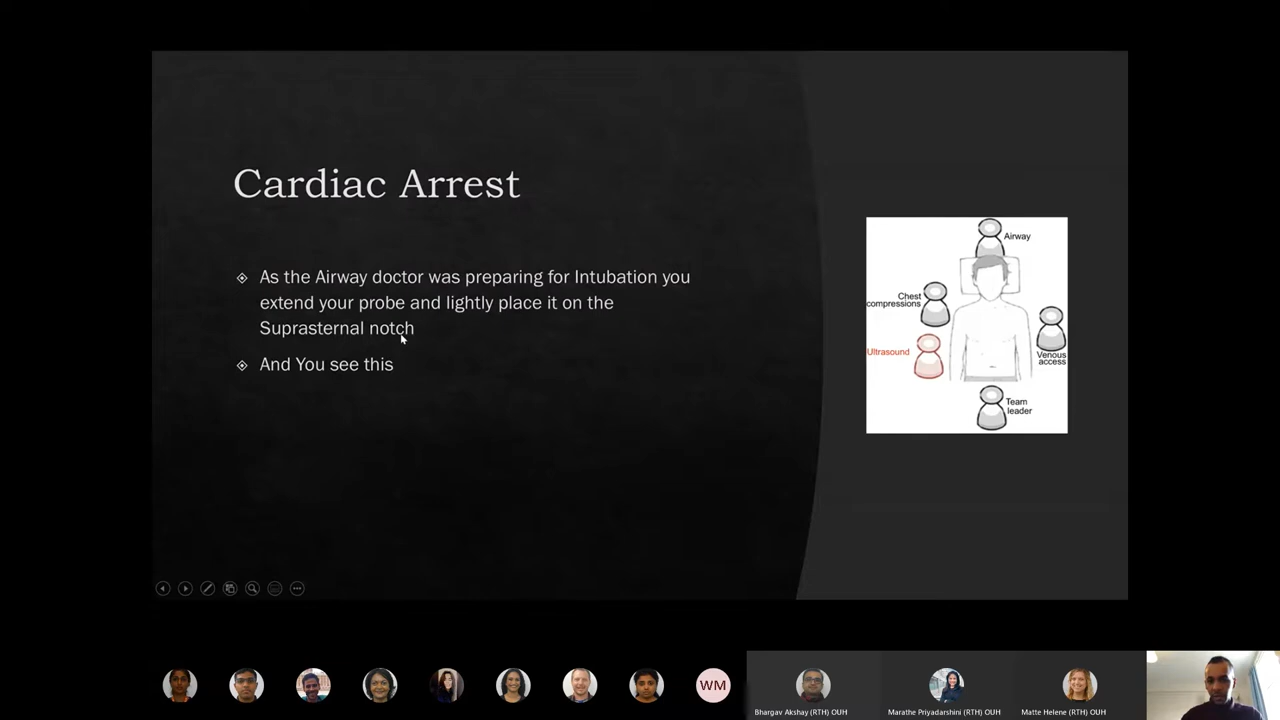 Cardiac Arrest
As the Airway doctor was preparing for Intubation you
extend your probe and lightly place it on the
Suprasternal notch
And You see this
Airway
Chest
compressions
Ultrasound
Venous
access
Team
leader
WM
Bhargav Akshay (RTH) OUH
Marathe Priyadarshini (RTH) OUH
Matte Helene (RTH) OUH